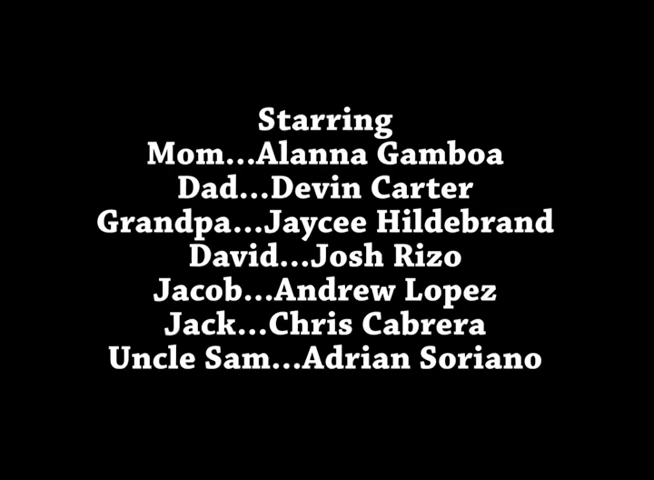 Starring
Mom...Alanna Gamboa
Dad...Devin Carter
Grandpa...Jaycee Hildebrand
David...Josh Rizo
Jacob...Andrew Lopez
Jack...Chris Cabrera
Uncle Sam...Adrian Soriano